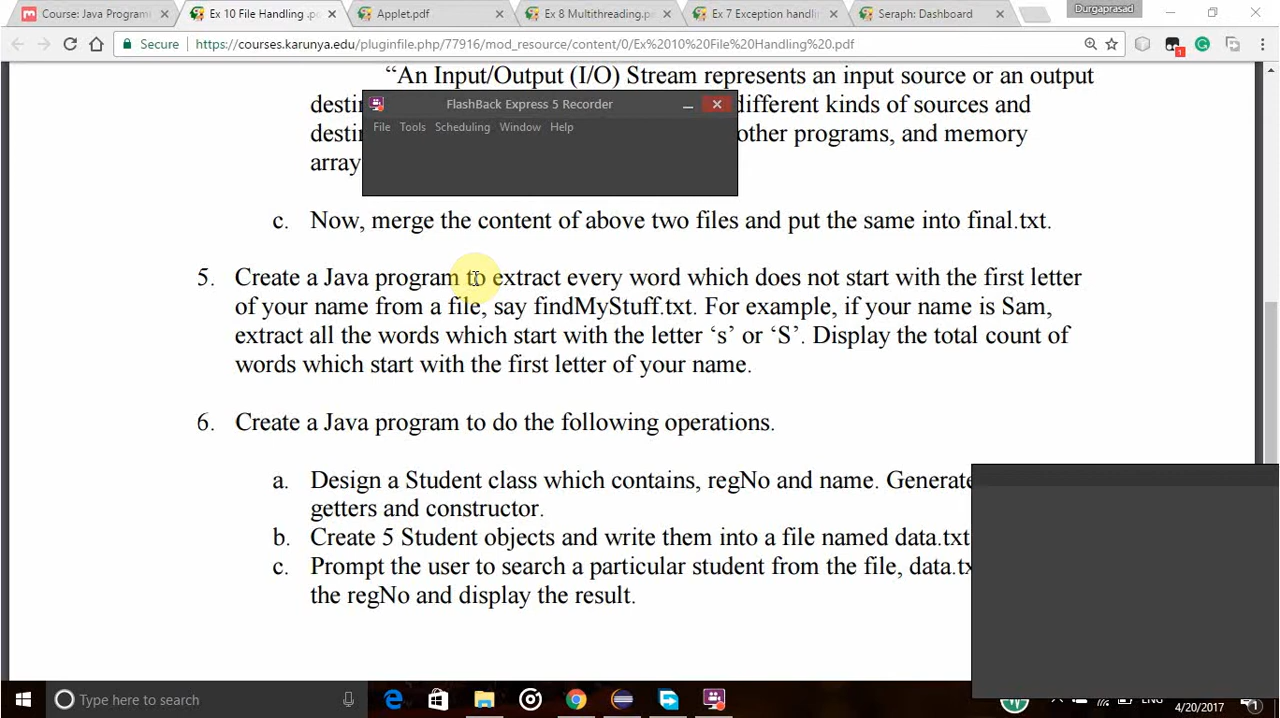 Course: Java Programi
Ex 10 File Handling .po
Applet.pdf
Ex 8 Multithreading.p
Ex 7 Exception handlin
Seraph: Dashboard
Durgaprasad
Secure
https://courses.karunya.edu/pluginfile.php/77916/mod_resource/content/0/Ex%2010%20File%20Handling%20.pdf
1
“An Input/Output (I/O) Stream represents an input source or an output
destin different kinds of sources and
destin other programs, and memory
array
FlashBack Express 5 Recorder
File Tools Scheduling Window Help
c. Now, merge the content of above two files and put the same into final.txt.
5. Create a Java program to extract every word which does not start with the first letter
of your name from a file, say findMyStuff.txt. For example, if your name is Sam,
extract all the words which start with the letter ‘s’ or ‘S’. Display the total count of
words which start with the first letter of your name.
6. Create a Java program to do the following operations.
a. Design a Student class which contains, regNo and name. Generate
getters and constructor.
b. Create 5 Student objects and write them into a file named data.txt
c. Prompt the user to search a particular student from the file, data.tx
the regNo and display the result.
Type here to search
ENG
4/20/2017
1